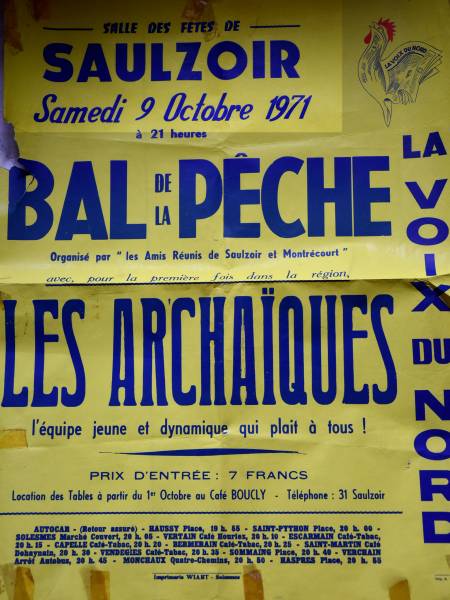 SALLE DES FÊTES DE
SAULZOIR
Samedi 9 Octobre 1971
à 21 heures
LA VOIX DU NORD
BAL DE LA PÊCHE
Organisé par " les Amis Réunis de Saulzoir et Montrécourt "
avec, pour la première fois dans la région,
LES ARCHAÏQUES
l'équipe jeune et dynamique qui plait à tous !
PRIX D'ENTRÉE : 7 FRANCS
Location des Tables à partir du 1er Octobre au Café BOUCLY - Téléphone : 31 Saulzoir
AUTOCAR - (Retour assuré) - HAUSSY Place, 19 h. 55 - SAINT-PYTHON Place, 20 h. 00 -
SOLESMES Marché Couvert, 20 h. 05 - VERTAIN Café Houriez, 20 h. 10 - ESCARMAIN Café-Tabac,
20 h. 15 - CAPELLE Café-Tabac, 20 h. 20 - BERMERAIN Café-Tabac, 20 h. 25 - SAINT-MARTIN Café
Dehaynain, 20 h. 30 - VENDEGIES Café-Tabac, 20 h. 35 - SOMMAING Place, 20 h. 40 - VERCHAIN
Arrêt Autobus, 20 h. 45 - MONCHAUX Quatre-Chemins, 20 h. 50 - HASPRES Place, 20 h. 55.
Imprimerie WIART - Solesmes
LA VOIX DU NORD